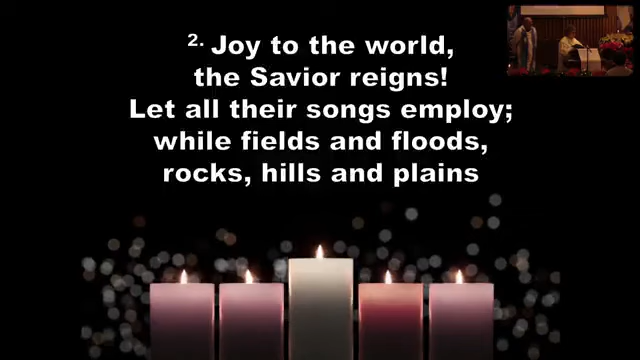 2. Joy to the world,
the Savior reigns!
Let all their songs employ;
while fields and floods,
rocks, hills and plains